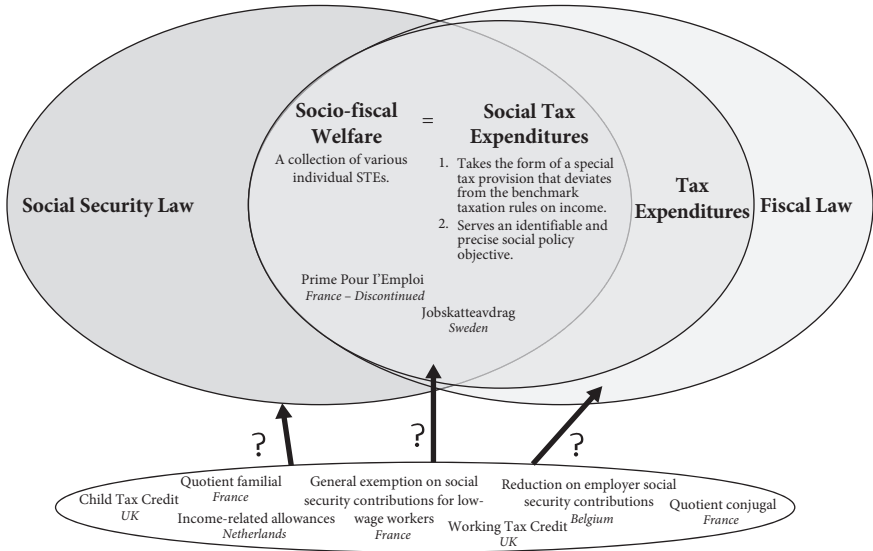 Socio-fiscal
Welfare
=
Social Tax
Expenditures
A collection of various
individual STEs.
1. Takes the form of a special
tax provision that deviates
from the benchmark
taxation rules on income.
2. Serves an identifiable and
precise social policy
objective.
Social Security Law
Tax
Expenditures
Fiscal Law
Prime Pour I'Emploi
France – Discontinued
Jobskatteavdrag
Sweden
?
?
?
Child Tax Credit
UK
Quotient familial
France
Income-related allowances
Netherlands
General exemption on social
security contributions for low-
wage workers
France
Working Tax Credit
UK
Reduction on employer social
security contributions
Belgium
Quotient conjugal
France